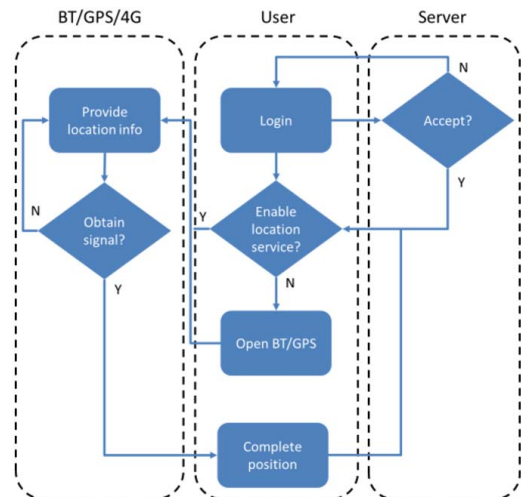 BT/GPS/4G
User
Server
N
Provide
location info
Login
Accept?
Y
N
Obtain
signal?
Y
Y
Enable
location
service?
N
Open BT/GPS
Complete
position